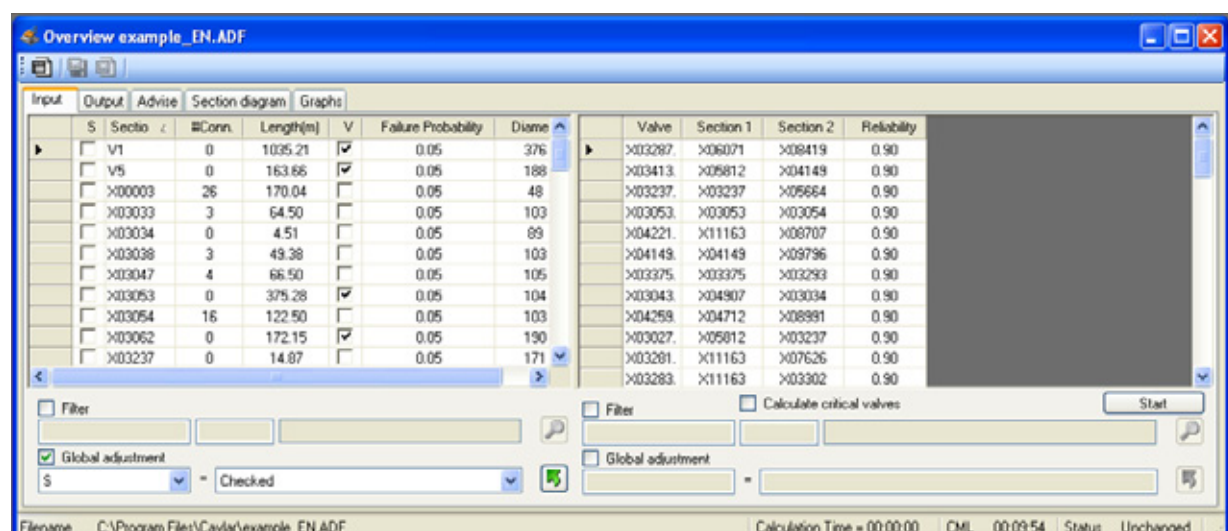 Overview example_EN.ADF
Input Output Advise Section diagram Graphs
S Sectio #Conn. Length(m) V Failure Probability Diame
V1 0 1035.21 0.05 376
V5 0 163.66 0.05 188
X00003 26 170.04 0.05 48
X03033 3 64.50 0.05 103
X03034 0 4.51 0.05 89
X03038 3 49.38 0.05 103
X03047 4 66.50 0.05 105
X03053 0 375.28 0.05 104
X03054 16 122.50 0.05 103
X03062 0 172.15 0.05 190
X03237 0 14.87 0.05 171
Valve Section 1 Section 2 Reliability
X03287. X06071 X08419 0.90
X03413. X05812 X04149 0.90
X03237. X03237 X05664 0.90
X03053. X03053 X03054 0.90
X04221. X11163 X08707 0.90
X04149. X04149 X09796 0.90
X03375. X03375 X03293 0.90
X03043. X04907 X03034 0.90
X04259. X04712 X08991 0.90
X03027. X05812 X03237 0.90
X03281. X11163 X07626 0.90
X03283. X11163 X03302 0.90
Filter
Global adjustment
S = Checked
Filter Calculate critical valves Start
Global adjustment
=
Filename C:\Program Files\Cavlar\example_EN.ADF Calculation Time = 00:00:00 CML 00:09:54 Status Unchanged